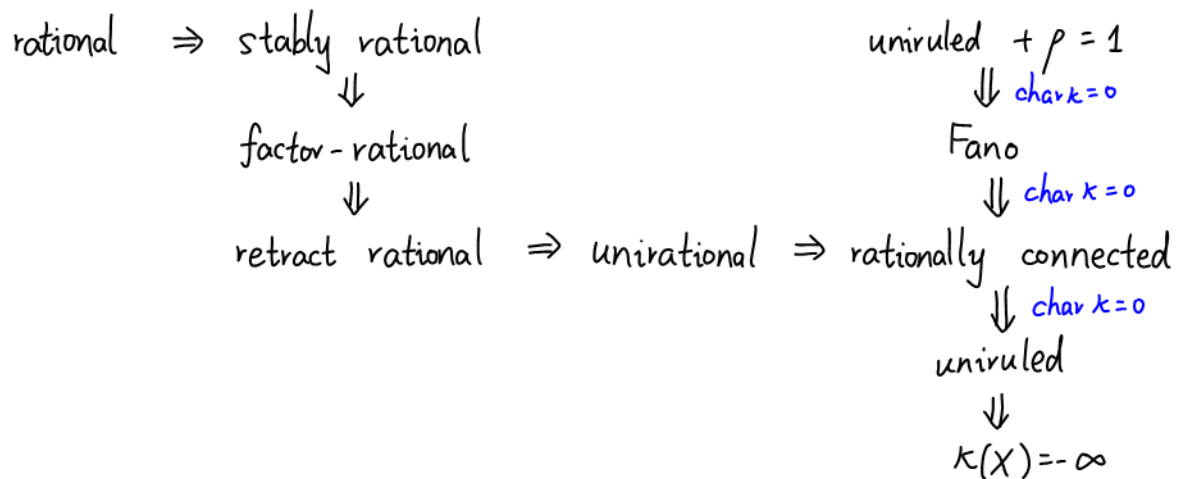 rational ⇒ stably rational
uniruled + ρ = 1
⇓
⇓ char k = 0
factor-rational
Fano
⇓
⇓ char k = 0
retract rational ⇒ unirational ⇒ rationally connected
⇓ char k = 0
uniruled
⇓
κ(X) = -∞